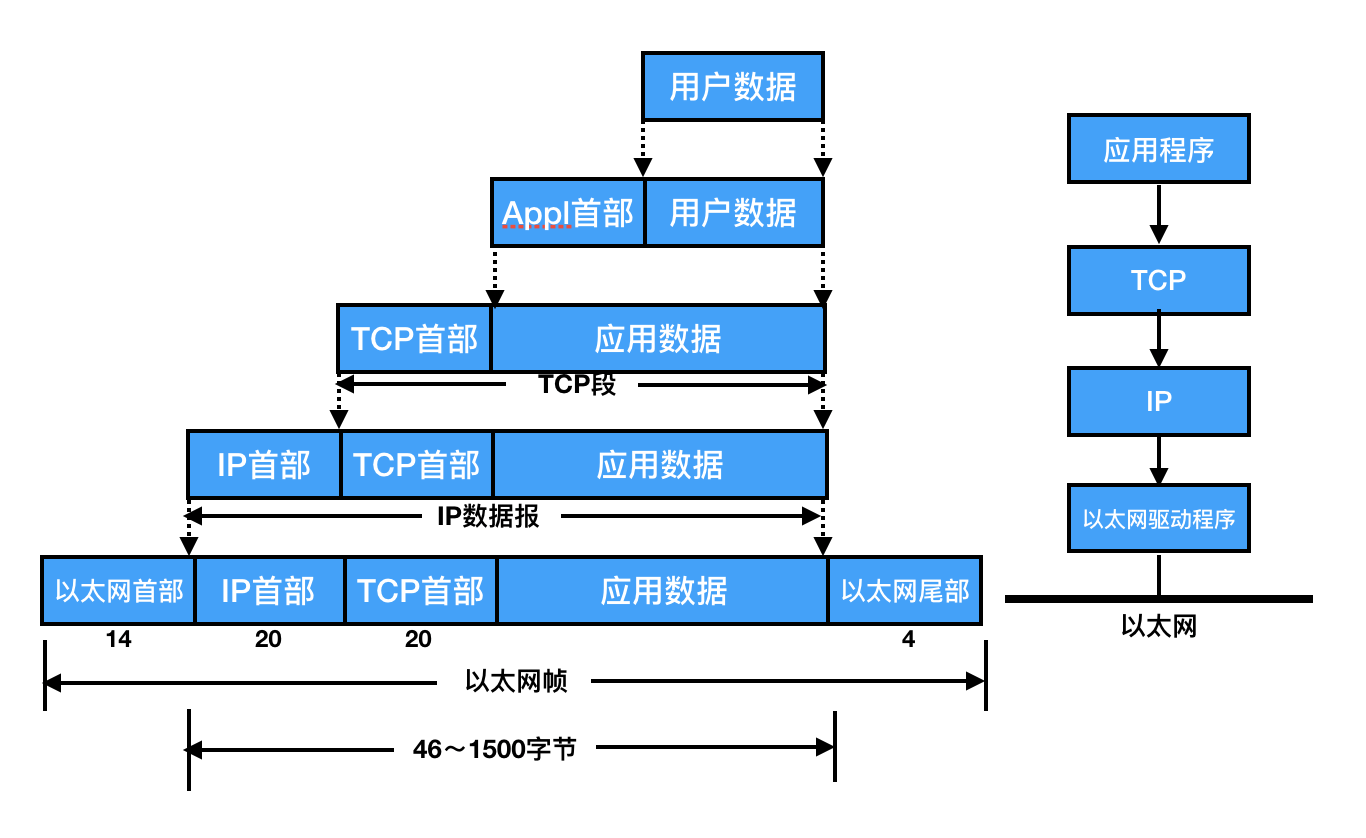 用户数据
应用程序
Appl首部 用户数据
TCP
TCP首部 应用数据
TCP段
IP
IP首部 TCP首部 应用数据
IP数据报
以太网驱动程序
以太网首部 IP首部 TCP首部 应用数据 以太网尾部
14 20 20 4
以太网
以太网帧
46～1500字节